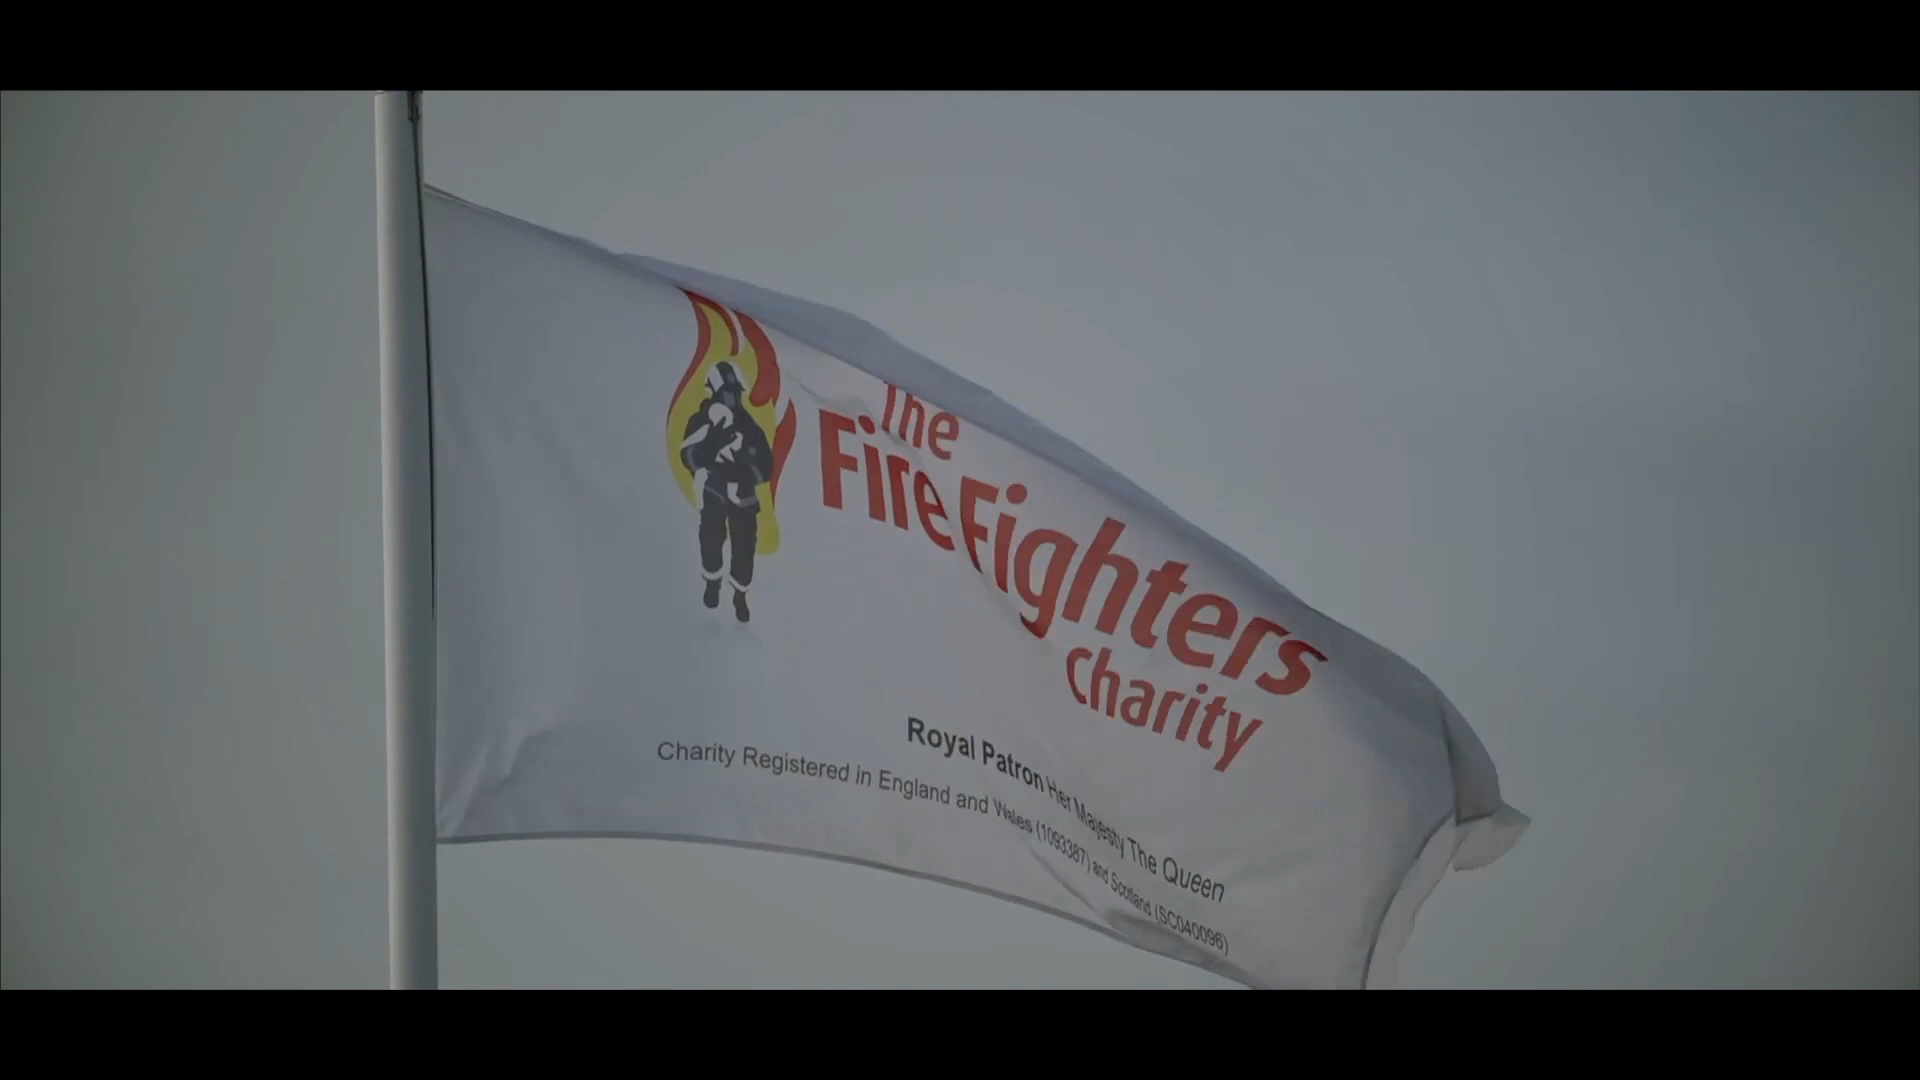 The
Fire Fighters
Charity
Royal Patron Her Majesty The Queen
Charity Registered in England and Wales (1093387) and Scotland (SC040096)